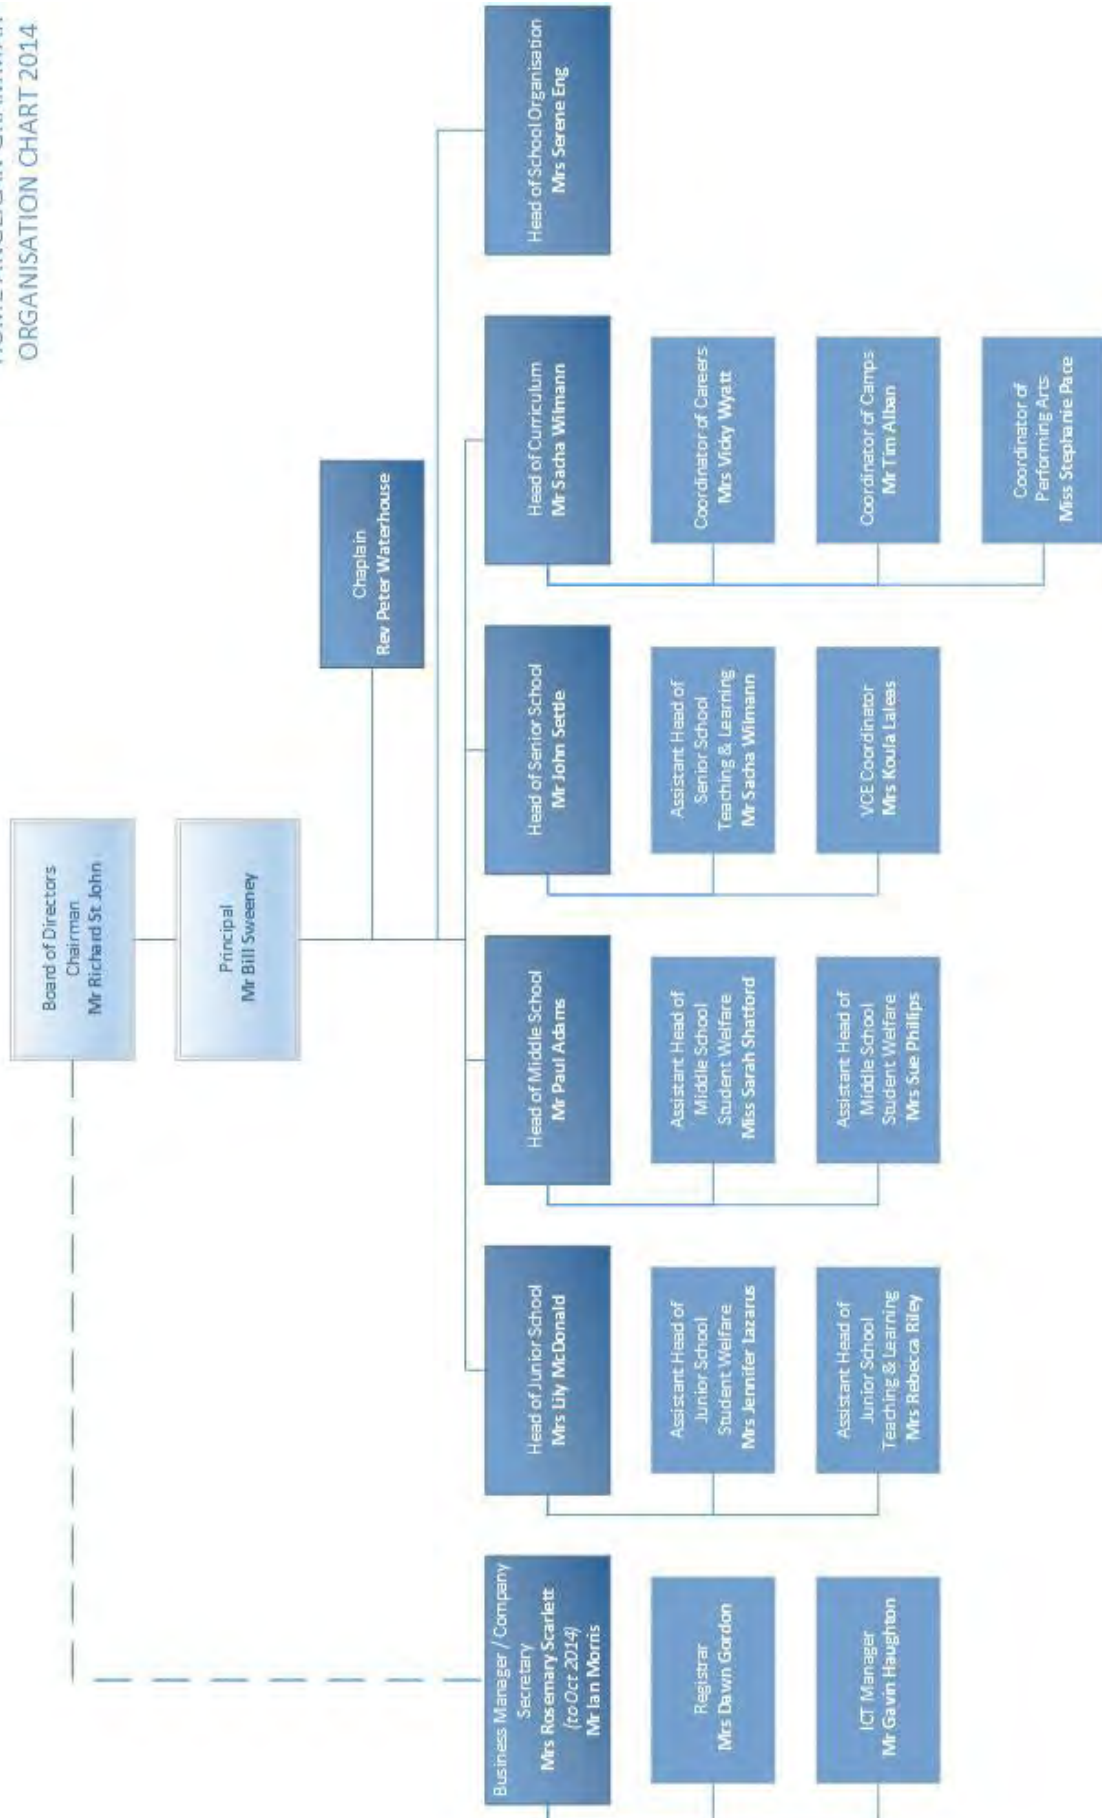 ORGANISATION CHART 2014
Board of Directors
Chairman
Mr Richard St John
Principal
Mr Bill Sweeney
Chaplain
Rev Peter Waterhouse
Business Manager / Company
Secretary
Mrs Rosemary Scarlett
(to Oct 2014)
Mr Ian Morris
Registrar
Mrs Dawn Gordon
ICT Manager
Mr Gavin Haughton
Head of Junior School
Mrs Lily McDonald
Assistant Head of
Junior School
Student Welfare
Mrs Jennifer Lazarus
Assistant Head of
Junior School
Teaching & Learning
Mrs Rebecca Riley
Head of Middle School
Mr Paul Adams
Assistant Head of
Middle School
Student Welfare
Miss Sarah Shatford
Assistant Head of
Middle School
Student Welfare
Mrs Sue Phillips
Head of Senior School
Mr John Settle
Assistant Head of
Senior School
Teaching & Learning
Mr Sacha Wilmann
VCE Coordinator
Mrs Koula Laleas
Head of Curriculum
Mr Sacha Wilmann
Coordinator of Careers
Mrs Vicky Wyatt
Coordinator of Camps
Mr Tim Alban
Coordinator of
Performing Arts
Miss Stephanie Pace
Head of School Organisation
Mrs Serene Eng